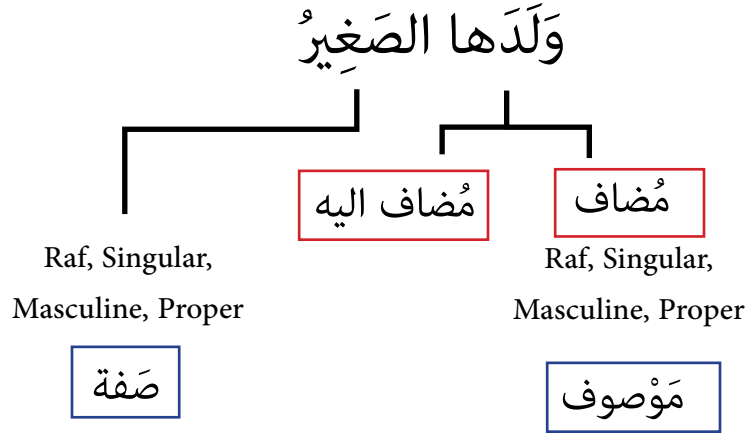 وَلَدَها الصَغِيرُ
مُضاف
مُضاف اليه
Raf, Singular,
Masculine, Proper
مَوْصوف
Raf, Singular,
Masculine, Proper
صَفة